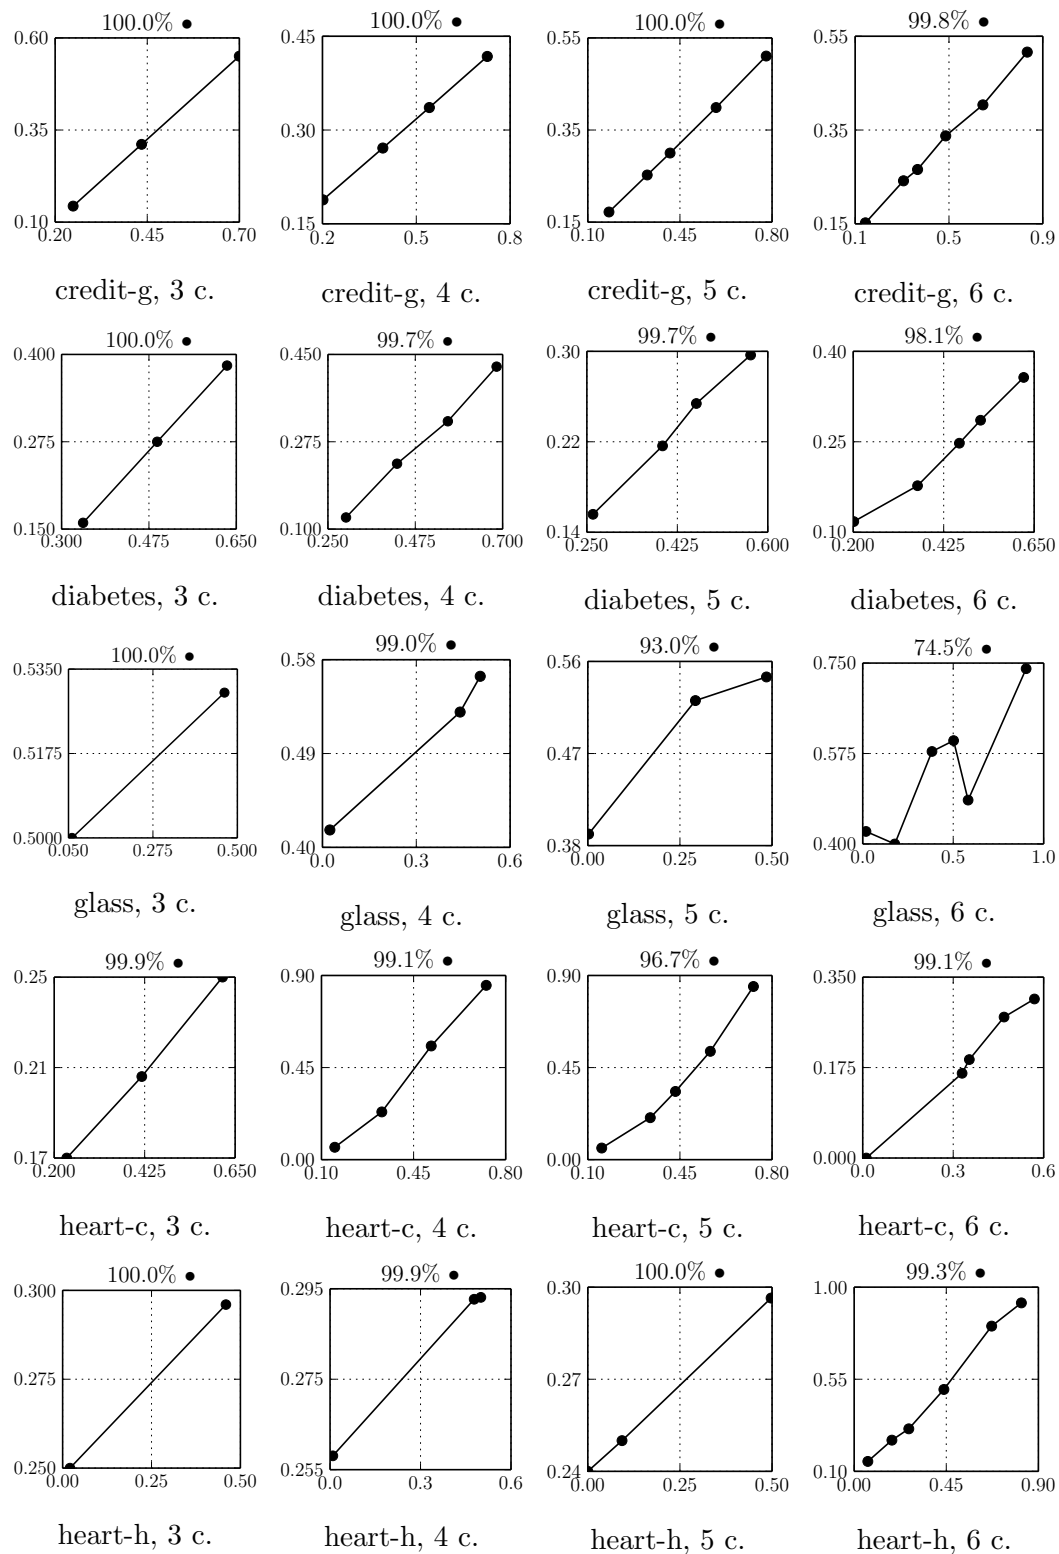 100.0% ● 100.0% ● 100.0% ● 99.8% ●
0.60 0.45 0.55 0.55
0.35 0.30 0.35 0.35
0.10 0.15 0.15 0.15
0.20 0.45 0.70 0.2 0.5 0.8 0.10 0.45 0.80 0.1 0.5 0.9
credit-g, 3 c. credit-g, 4 c. credit-g, 5 c. credit-g, 6 c.
100.0% ● 99.7% ● 99.7% ● 98.1% ●
0.400 0.450 0.30 0.40
0.275 0.275 0.22 0.25
0.150 0.100 0.14 0.10
0.300 0.475 0.650 0.250 0.475 0.700 0.250 0.425 0.600 0.200 0.425 0.650
diabetes, 3 c. diabetes, 4 c. diabetes, 5 c. diabetes, 6 c.
100.0% ● 99.0% ● 93.0% ● 74.5% ●
0.5350 0.58 0.56 0.750
0.5175 0.49 0.47 0.575
0.5000 0.40 0.38 0.400
0.050 0.275 0.500 0.0 0.3 0.6 0.00 0.25 0.50 0.0 0.5 1.0
glass, 3 c. glass, 4 c. glass, 5 c. glass, 6 c.
99.9% ● 99.1% ● 96.7% ● 99.1% ●
0.25 0.90 0.90 0.350
0.21 0.45 0.45 0.175
0.17 0.00 0.00 0.000
0.200 0.425 0.650 0.10 0.45 0.80 0.10 0.45 0.80 0.0 0.3 0.6
heart-c, 3 c. heart-c, 4 c. heart-c, 5 c. heart-c, 6 c.
100.0% ● 99.9% ● 100.0% ● 99.3% ●
0.300 0.295 0.30 1.00
0.275 0.275 0.27 0.55
0.250 0.255 0.24 0.10
0.00 0.25 0.50 0.0 0.3 0.6 0.00 0.25 0.50 0.00 0.45 0.90
heart-h, 3 c. heart-h, 4 c. heart-h, 5 c. heart-h, 6 c.